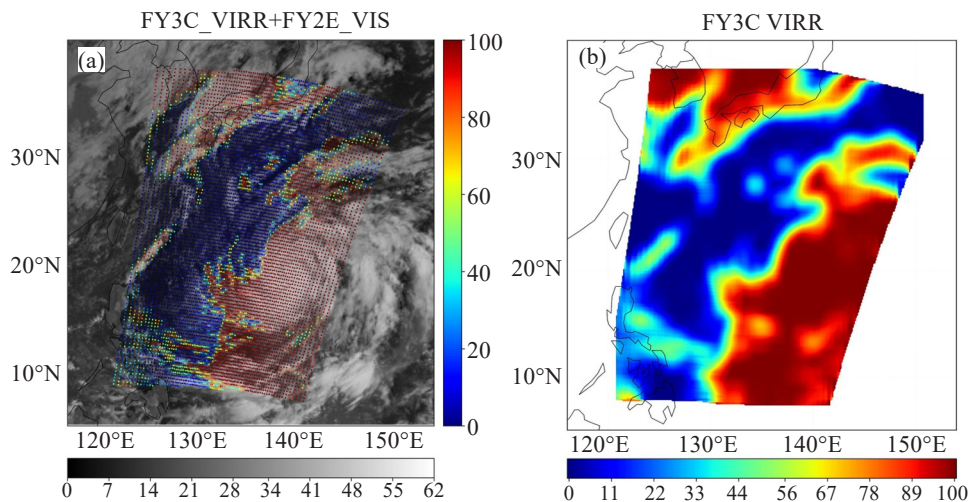 FY3C_VIRR+FY2E_VIS
(a)
30°N
20°N
10°N
120°E 130°E 140°E 150°E
100
80
60
40
20
0
0 7 14 21 28 35 41 48 55 62
FY3C VIRR
(b)
30°N
20°N
10°N
120°E 130°E 140°E 150°E
0 11 22 33 44 55 67 78 89 100